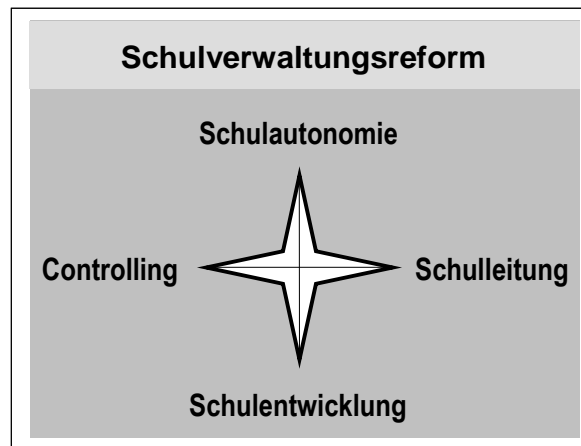 Schulverwaltungsreform
Schulautonomie
Controlling
Schulleitung
Schulentwicklung